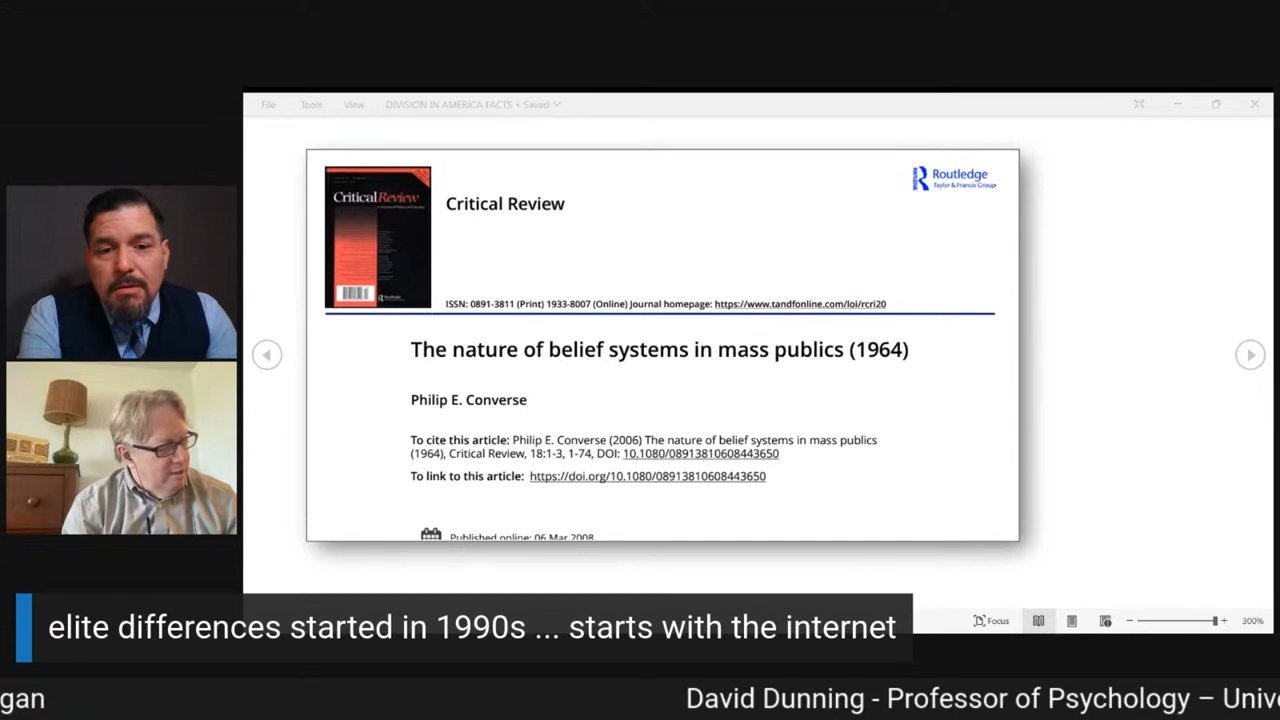 File Tools View DIVISION IN AMERICA FACTS • Saved
Critical Review
Routledge
Taylor & Francis Group
Critical Review
ISSN: 0891-3811 (Print) 1933-8007 (Online) Journal homepage: https://www.tandfonline.com/loi/rcri20
The nature of belief systems in mass publics (1964)
Philip E. Converse
To cite this article: Philip E. Converse (2006) The nature of belief systems in mass publics
(1964), Critical Review, 18:1-3, 1-74, DOI: 10.1080/08913810608443650
To link to this article: https://doi.org/10.1080/08913810608443650
Published online: 06 Mar 2008
Focus 300%
elite differences started in 1990s ... starts with the internet
gan David Dunning - Professor of Psychology – Unive